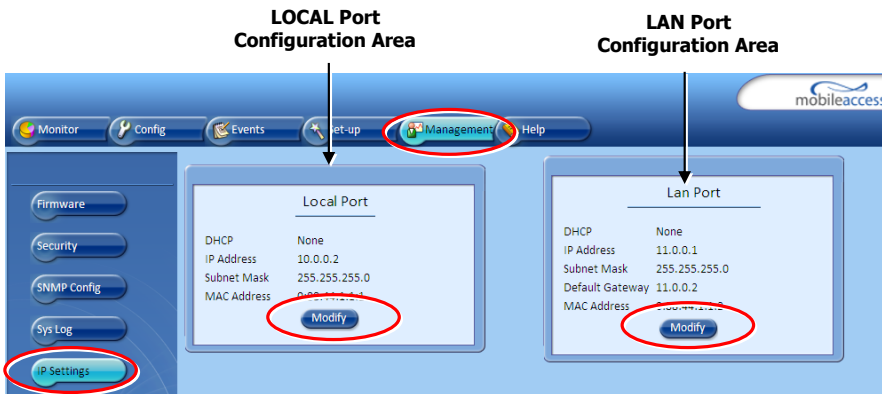 LOCAL Port
Configuration Area
LAN Port
Configuration Area
mobileaccess
Monitor
Config
Events
Set-up
Management
Help
Firmware
Security
SNMP Config
Sys Log
IP Settings
Local Port
DHCP None
IP Address 10.0.0.2
Subnet Mask 255.255.255.0
MAC Address
Modify
Lan Port
DHCP None
IP Address 11.0.0.1
Subnet Mask 255.255.255.0
Default Gateway 11.0.0.2
MAC Address
Modify